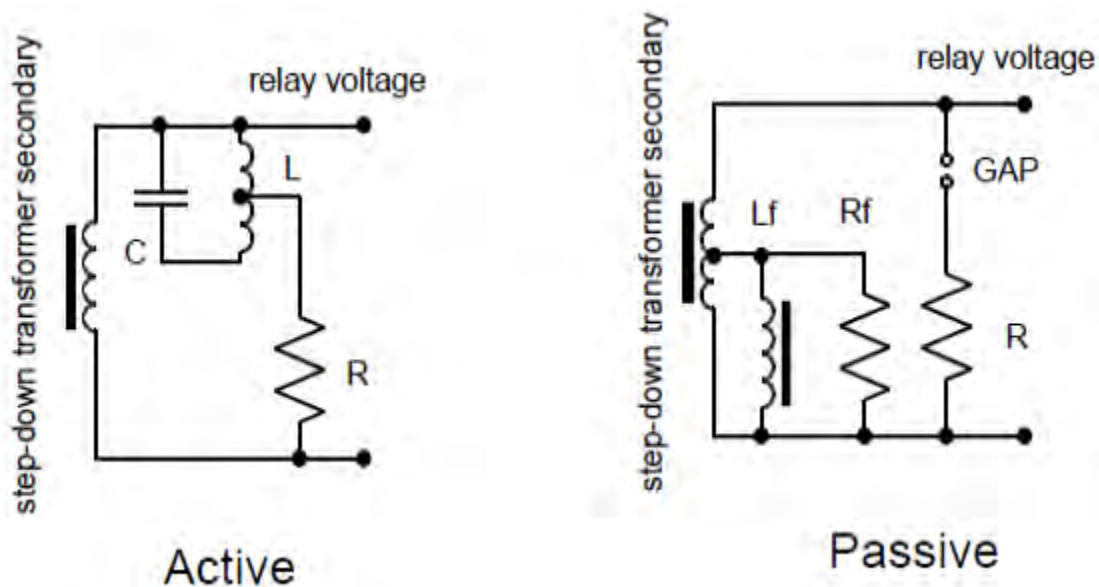 step-down transformer secondary
relay voltage
L
C
R
Active
step-down transformer secondary
relay voltage
GAP
Lf
Rf
R
Passive